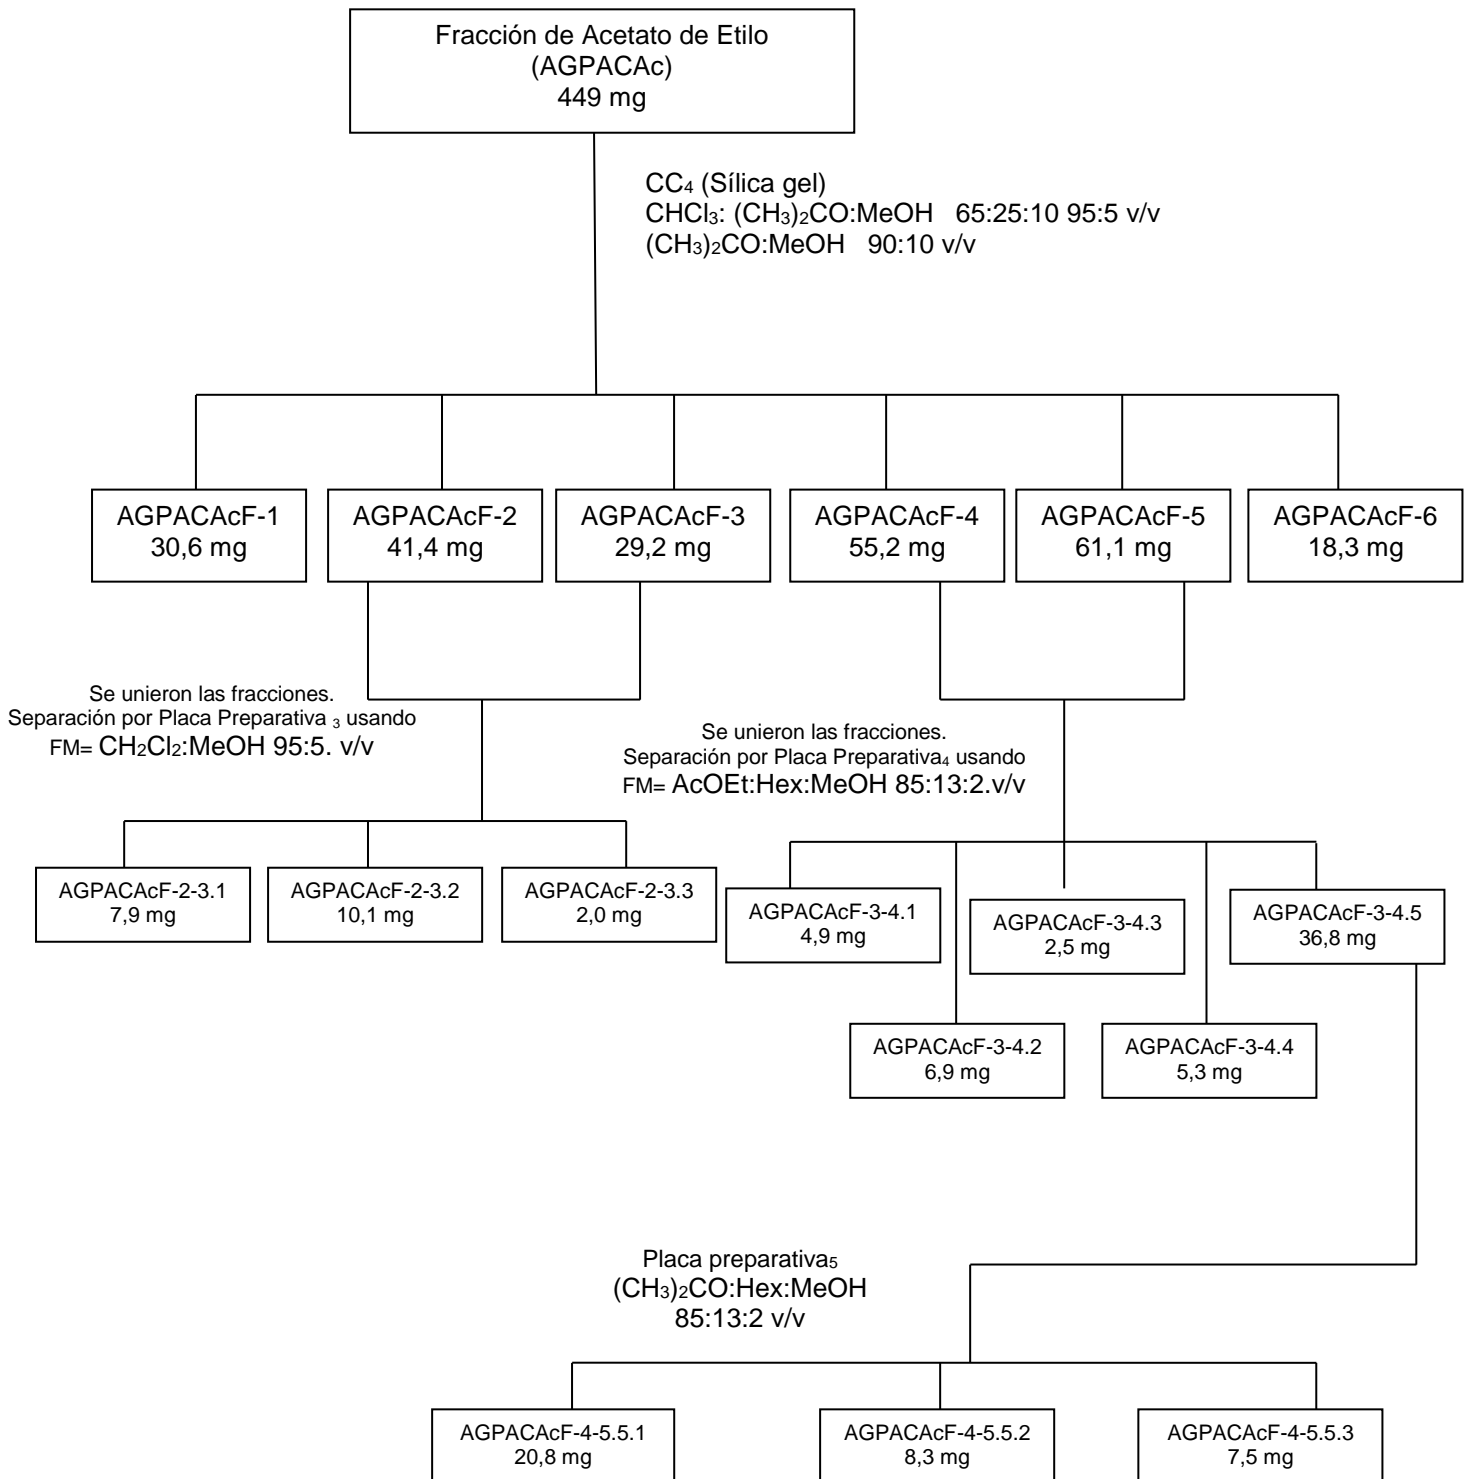 Fracción de Acetato de Etilo
(AGPACAc)
449 mg
CC₄ (Sílica gel)
CHCl₃: (CH₃)₂CO:MeOH 65:25:10 95:5 v/v
(CH₃)₂CO:MeOH 90:10 v/v
AGPACAcF-1
30,6 mg
AGPACAcF-2
41,4 mg
AGPACAcF-3
29,2 mg
AGPACAcF-4
55,2 mg
AGPACAcF-5
61,1 mg
AGPACAcF-6
18,3 mg
Se unieron las fracciones.
Separación por Placa Preparativa ₃ usando
FM= CH₂Cl₂:MeOH 95:5. v/v
Se unieron las fracciones.
Separación por Placa Preparativa₄ usando
FM= AcOEt:Hex:MeOH 85:13:2.v/v
AGPACAcF-2-3.1
7,9 mg
AGPACAcF-2-3.2
10,1 mg
AGPACAcF-2-3.3
2,0 mg
AGPACAcF-3-4.1
4,9 mg
AGPACAcF-3-4.3
2,5 mg
AGPACAcF-3-4.5
36,8 mg
AGPACAcF-3-4.2
6,9 mg
AGPACAcF-3-4.4
5,3 mg
Placa preparativa₅
(CH₃)₂CO:Hex:MeOH
85:13:2 v/v
AGPACAcF-4-5.5.1
20,8 mg
AGPACAcF-4-5.5.2
8,3 mg
AGPACAcF-4-5.5.3
7,5 mg